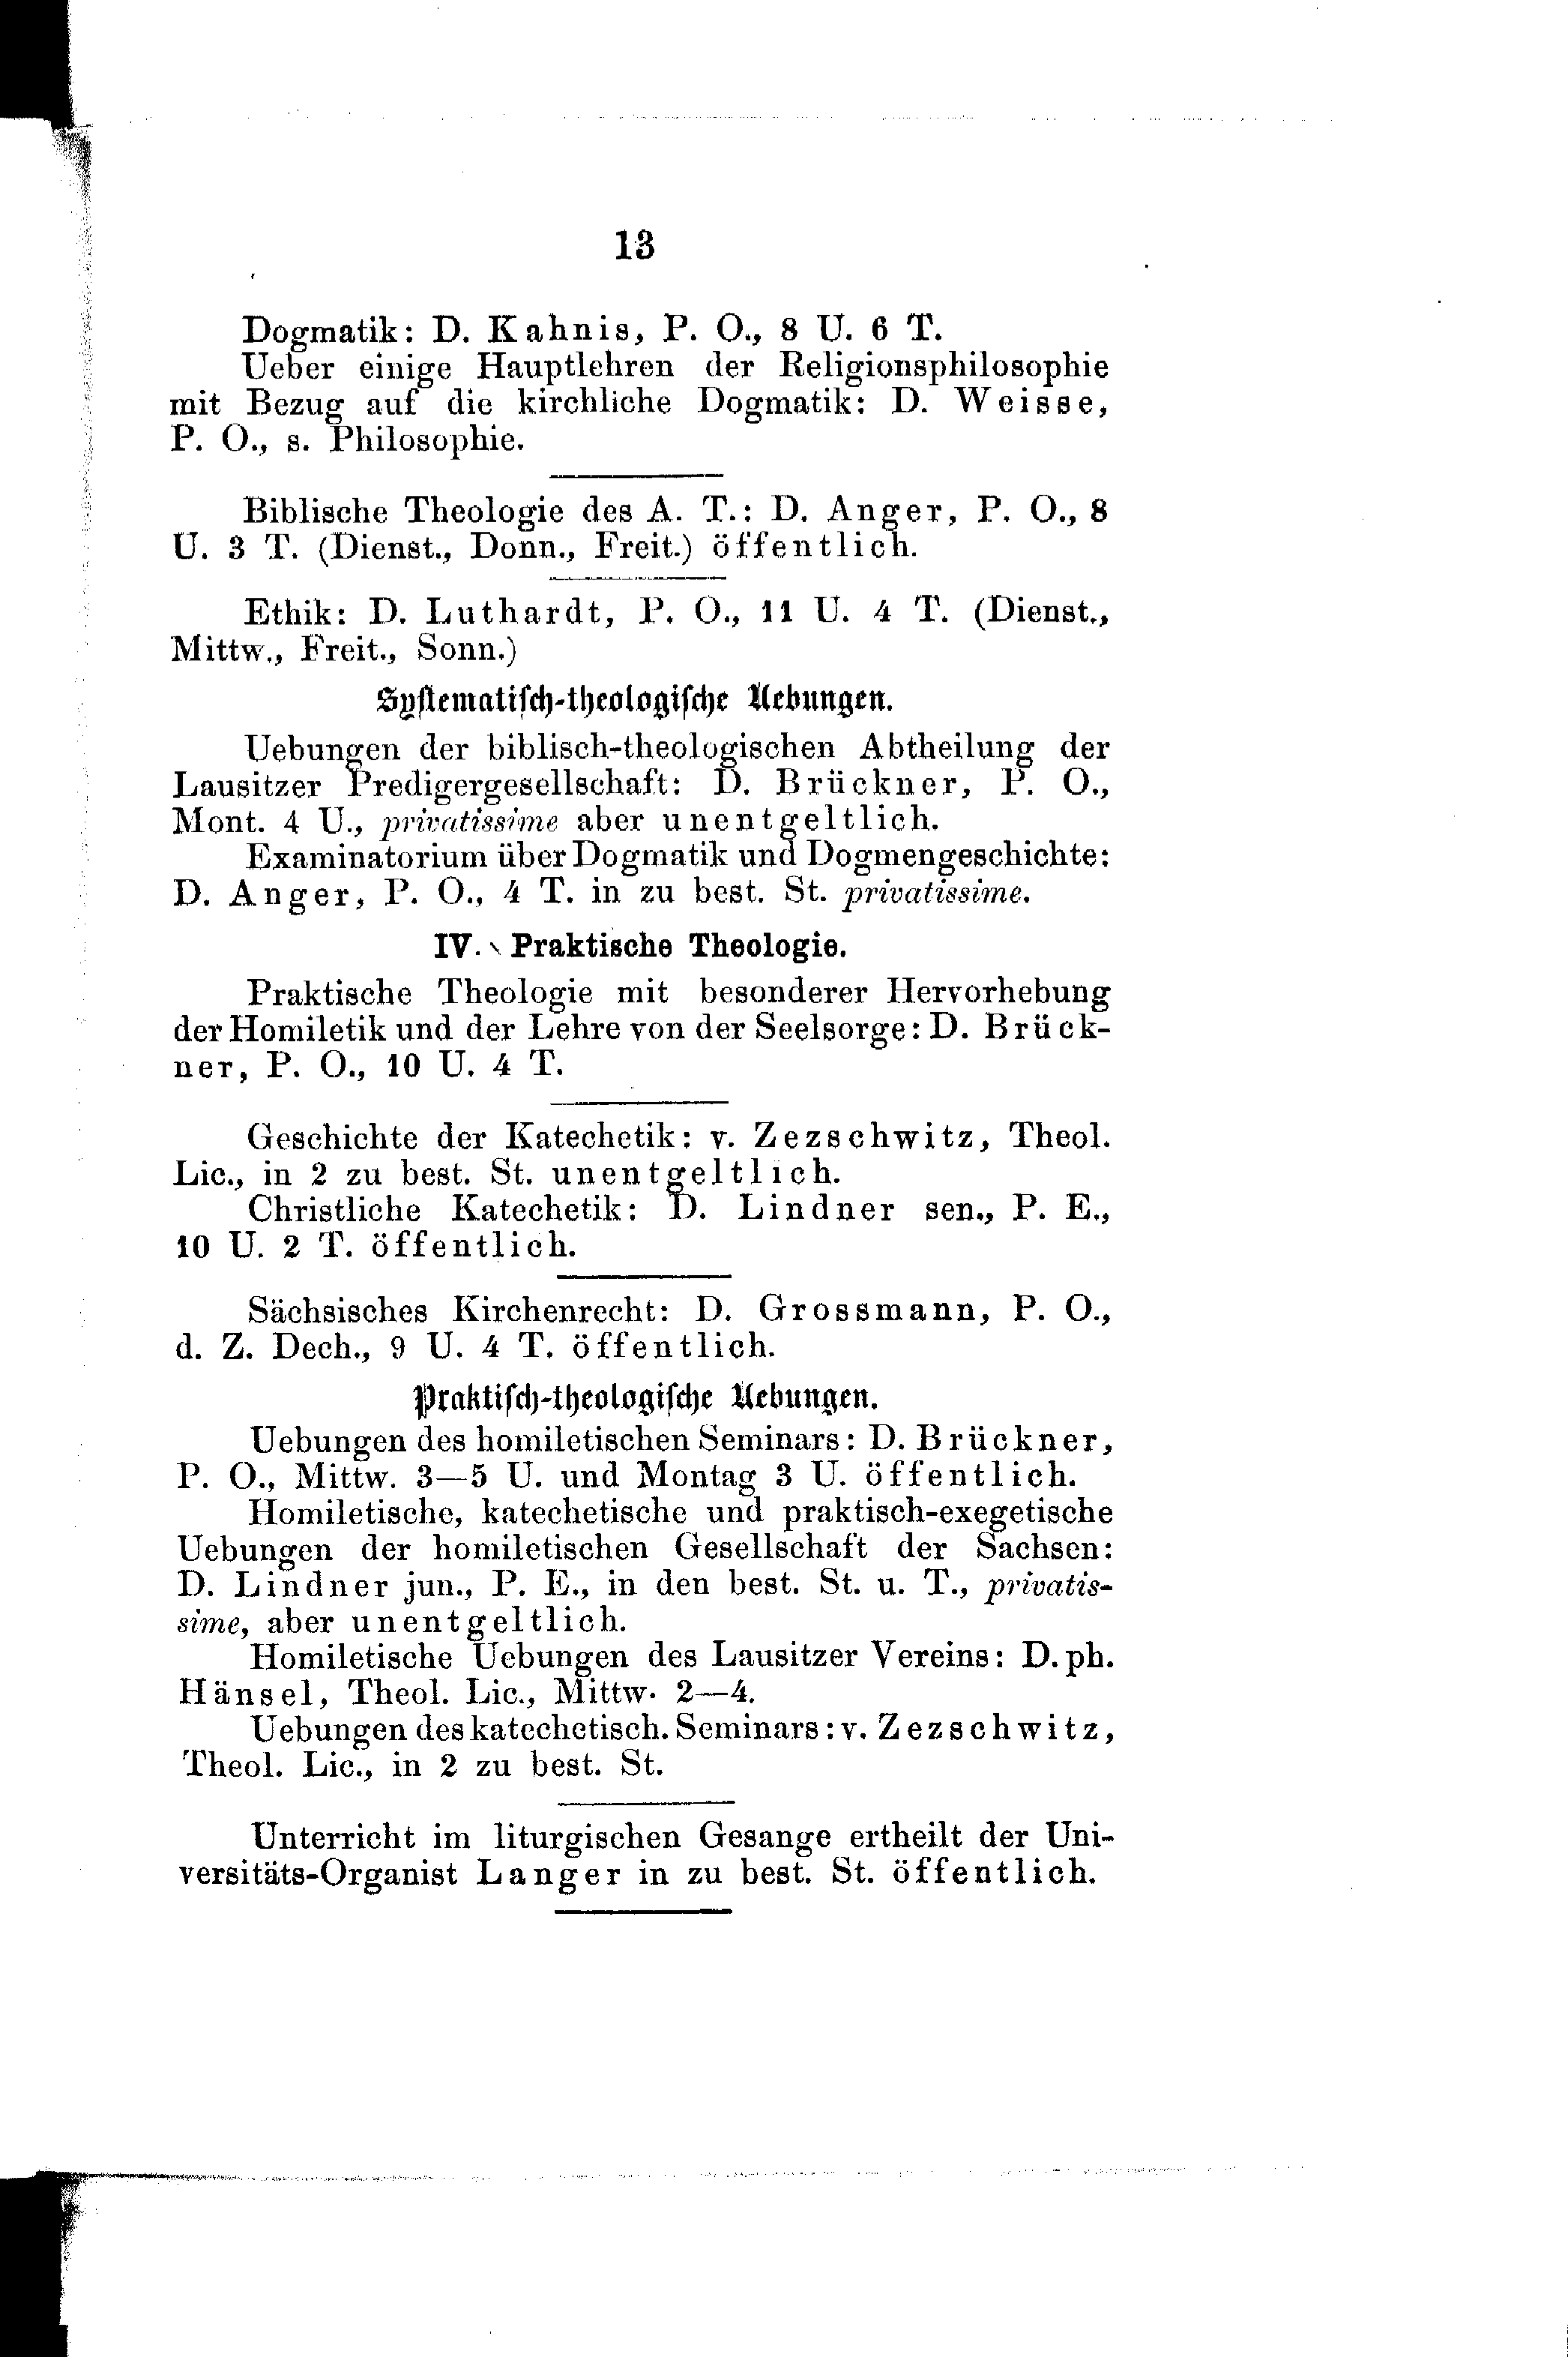 13
Dogmatik: D. Kahnis, P. O., 8 U. 6 T.
Ueber einige Hauptlehren der Religionsphilosophie
mit Bezug auf die kirchliche Dogmatik: D. Weisse,
P. O., s. Philosophie.
Biblische Theologie des A. T.: D. Anger, P. O., 8
U. 3 T. (Dienst., Donn., Freit.) öffentlich.
Ethik: D. Luthardt, P. O., 11 U. 4 T. (Dienst.,
Mittw., Freit., Sonn.)
Systematisch-theologische Uebungen.
Uebungen der biblisch-theologischen Abtheilung der
Lausitzer Predigergesellschaft: D. Brückner, P. O.,
Mont. 4 U., privatissime aber unentgeltlich.
Examinatorium über Dogmatik und Dogmengeschichte:
D. Anger, P. O., 4 T. in zu best. St. privatissime.
IV. Praktische Theologie.
Praktische Theologie mit besonderer Hervorhebung
der Homiletik und der Lehre von der Seelsorge: D. Brück-
ner, P. O., 10 U. 4 T.
Geschichte der Katechetik: v. Zezschwitz, Theol.
Lic., in 2 zu best. St. unentgeltlich.
Christliche Katechetik: D. Lindner sen., P. E.,
10 U. 2 T. öffentlich.
Sächsisches Kirchenrecht: D. Grossmann, P. O.,
d. Z. Dech., 9 U. 4 T. öffentlich.
Praktisch-theologische Uebungen.
Uebungen des homiletischen Seminars: D. Brückner,
P. O., Mittw. 3—5 U. und Montag 3 U. öffentlich.
Homiletische, katechetische und praktisch-exegetische
Uebungen der homiletischen Gesellschaft der Sachsen:
D. Lindner jun., P. E., in den best. St. u. T., privatis-
sime, aber unentgeltlich.
Homiletische Uebungen des Lausitzer Vereins: D. ph.
Hänsel, Theol. Lic., Mittw. 2—4.
Uebungen des katechetisch. Seminars: v. Zezschwitz,
Theol. Lic., in 2 zu best. St.
Unterricht im liturgischen Gesange ertheilt der Uni-
versitäts-Organist Langer in zu best. St. öffentlich.